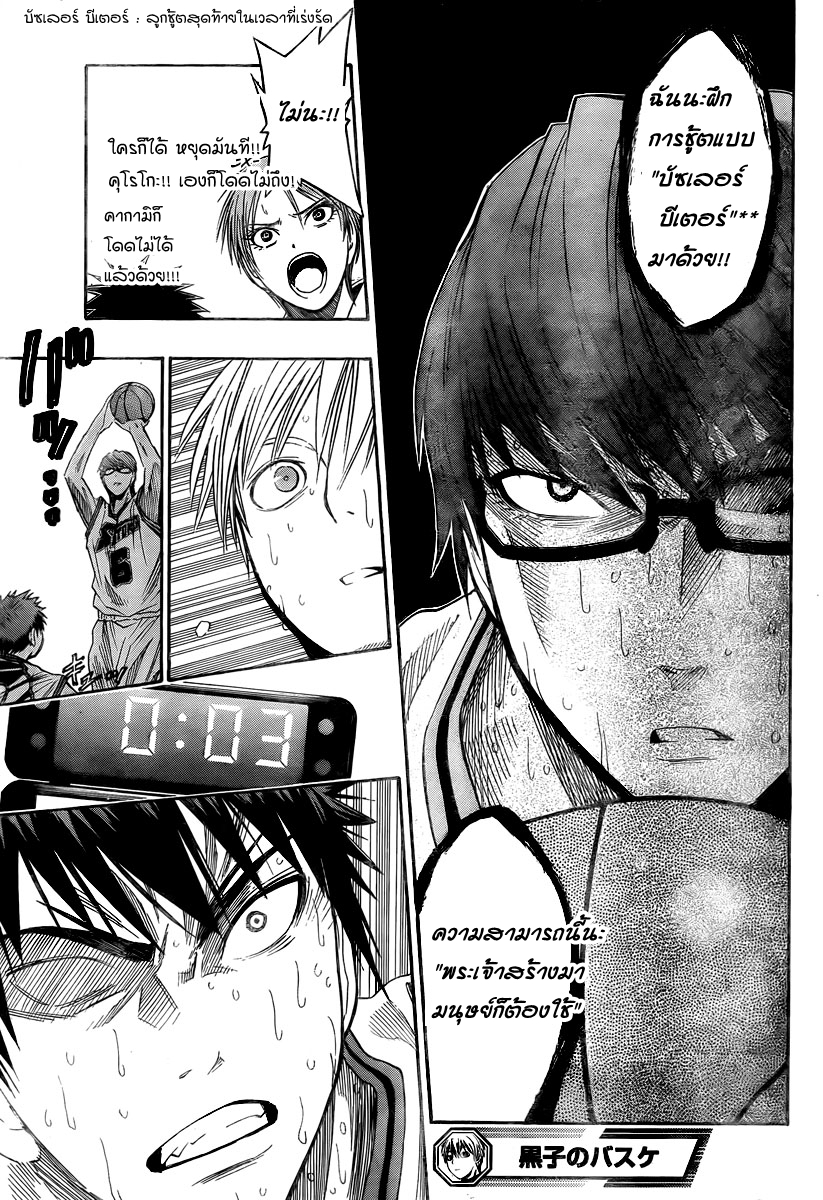 บัซเลอร์ บีเตอร์ : ลูกชู้ตสุดท้ายในเวลาที่เร่งรัด
ฉันนะฝึก
การชู้ตแบบ
"บัซเลอร์
บีเตอร์"**
มาด้วย!!
ไม่นะ!!
ใครก็ได้ หยุดมันที!!
คุโรโกะ!! เองก็โดดไม่ถึง!
คากามิก็
โดดไม่ได้
แล้วด้วย!!!
6
0:03
ความสามารถนี้นะ
"พระเจ้าสร้างมา
มนุษย์ก็ต้องใช้"
黒子のバスケ